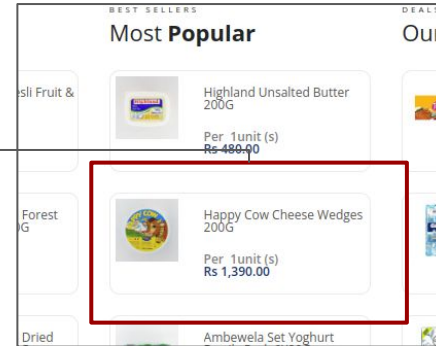 BEST SELLERS
DEALS
Most Popular
Our
Highland Unsalted Butter
200G
Per 1unit (s)
Rs 480.00
sli Fruit &
Happy Cow Cheese Wedges
200G
Per 1unit (s)
Rs 1,390.00
Forest
Dried
Ambewela Set Yoghurt